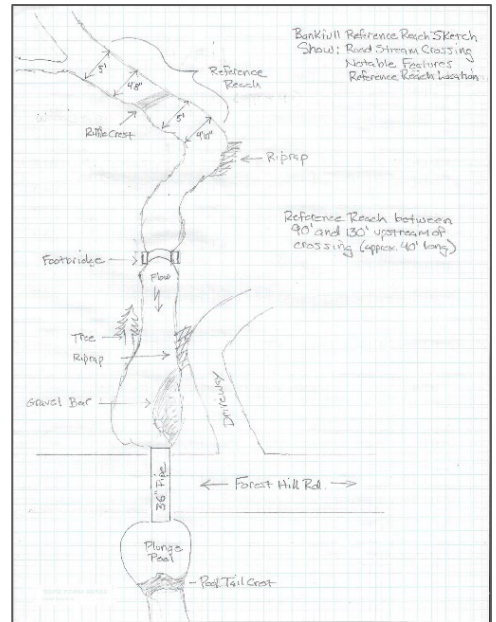 Bankfull Reference Reach Sketch
Show: Road Stream Crossing
Notable Features
Reference Reach Location
Reference
Reach
5'
4'8"
5'
4'10"
Riffle Crest
Riprap
Reference Reach between
90' and 130' upstream of
crossing (approx. 40' long)
Footbridge
Flow
Tree
Riprap
Gravel Bar
Driveway
36" Pipe
Forest Hill Rd.
Plunge
Pool
Pool Tail Crest